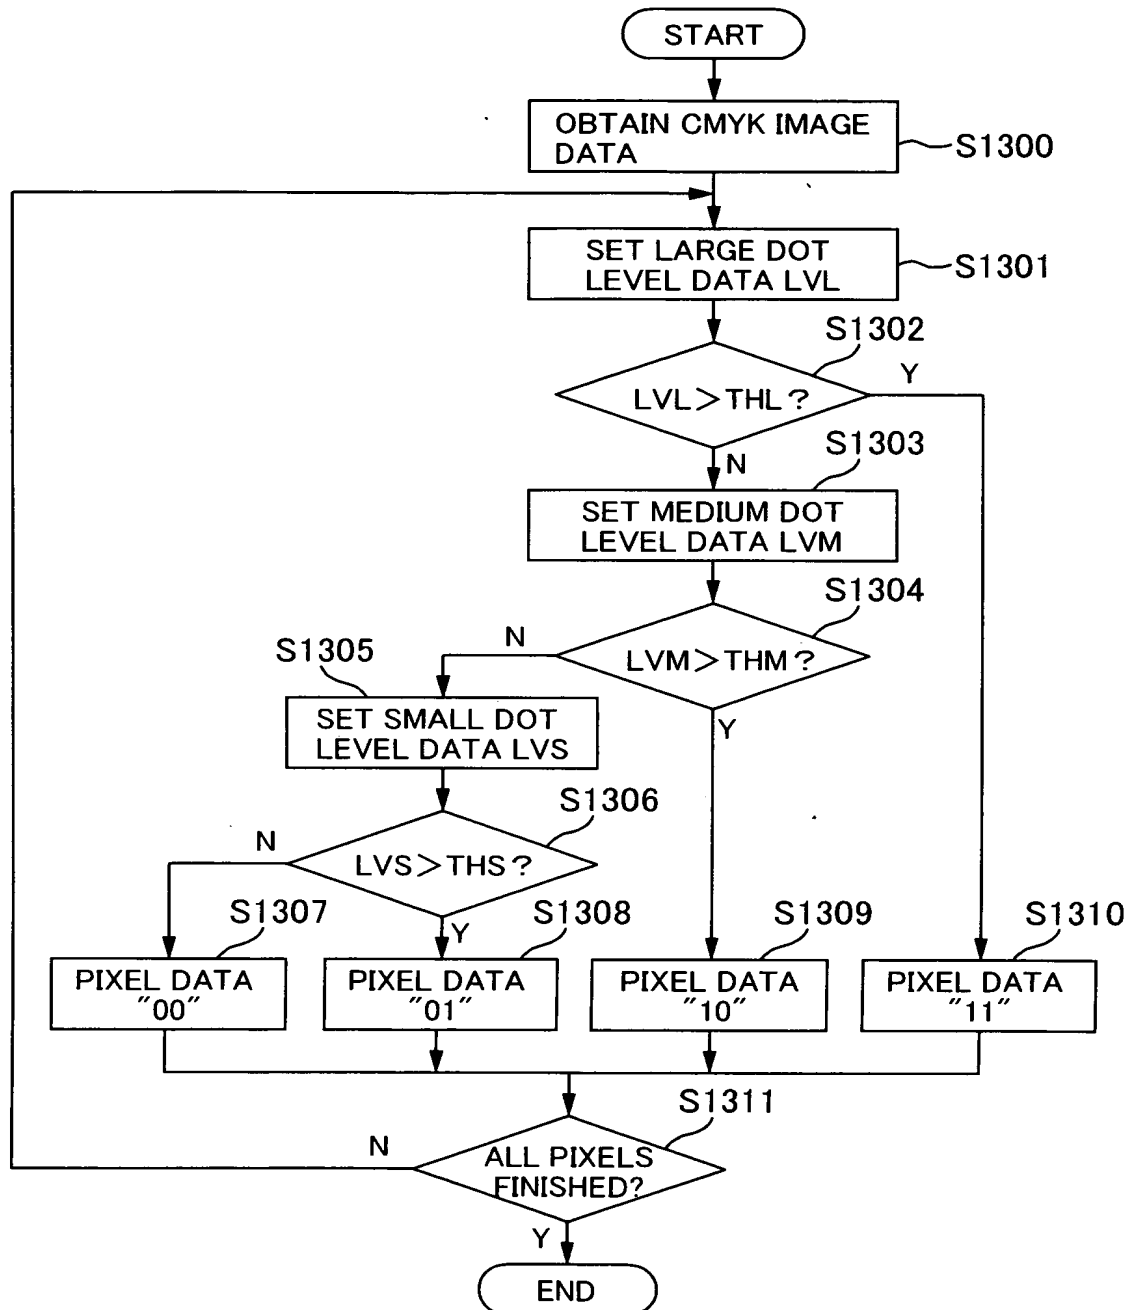 START
OBTAIN CMYK IMAGE
DATA
S1300
SET LARGE DOT
LEVEL DATA LVL
S1301
S1302
LVL>THL?
Y
N
S1303
SET MEDIUM DOT
LEVEL DATA LVM
S1304
LVM>THM?
N
Y
S1305
SET SMALL DOT
LEVEL DATA LVS
S1306
LVS>THS?
N
Y
S1307
PIXEL DATA
"00"
S1308
PIXEL DATA
"01"
S1309
PIXEL DATA
"10"
S1310
PIXEL DATA
"11"
S1311
ALL PIXELS
FINISHED?
N
Y
END